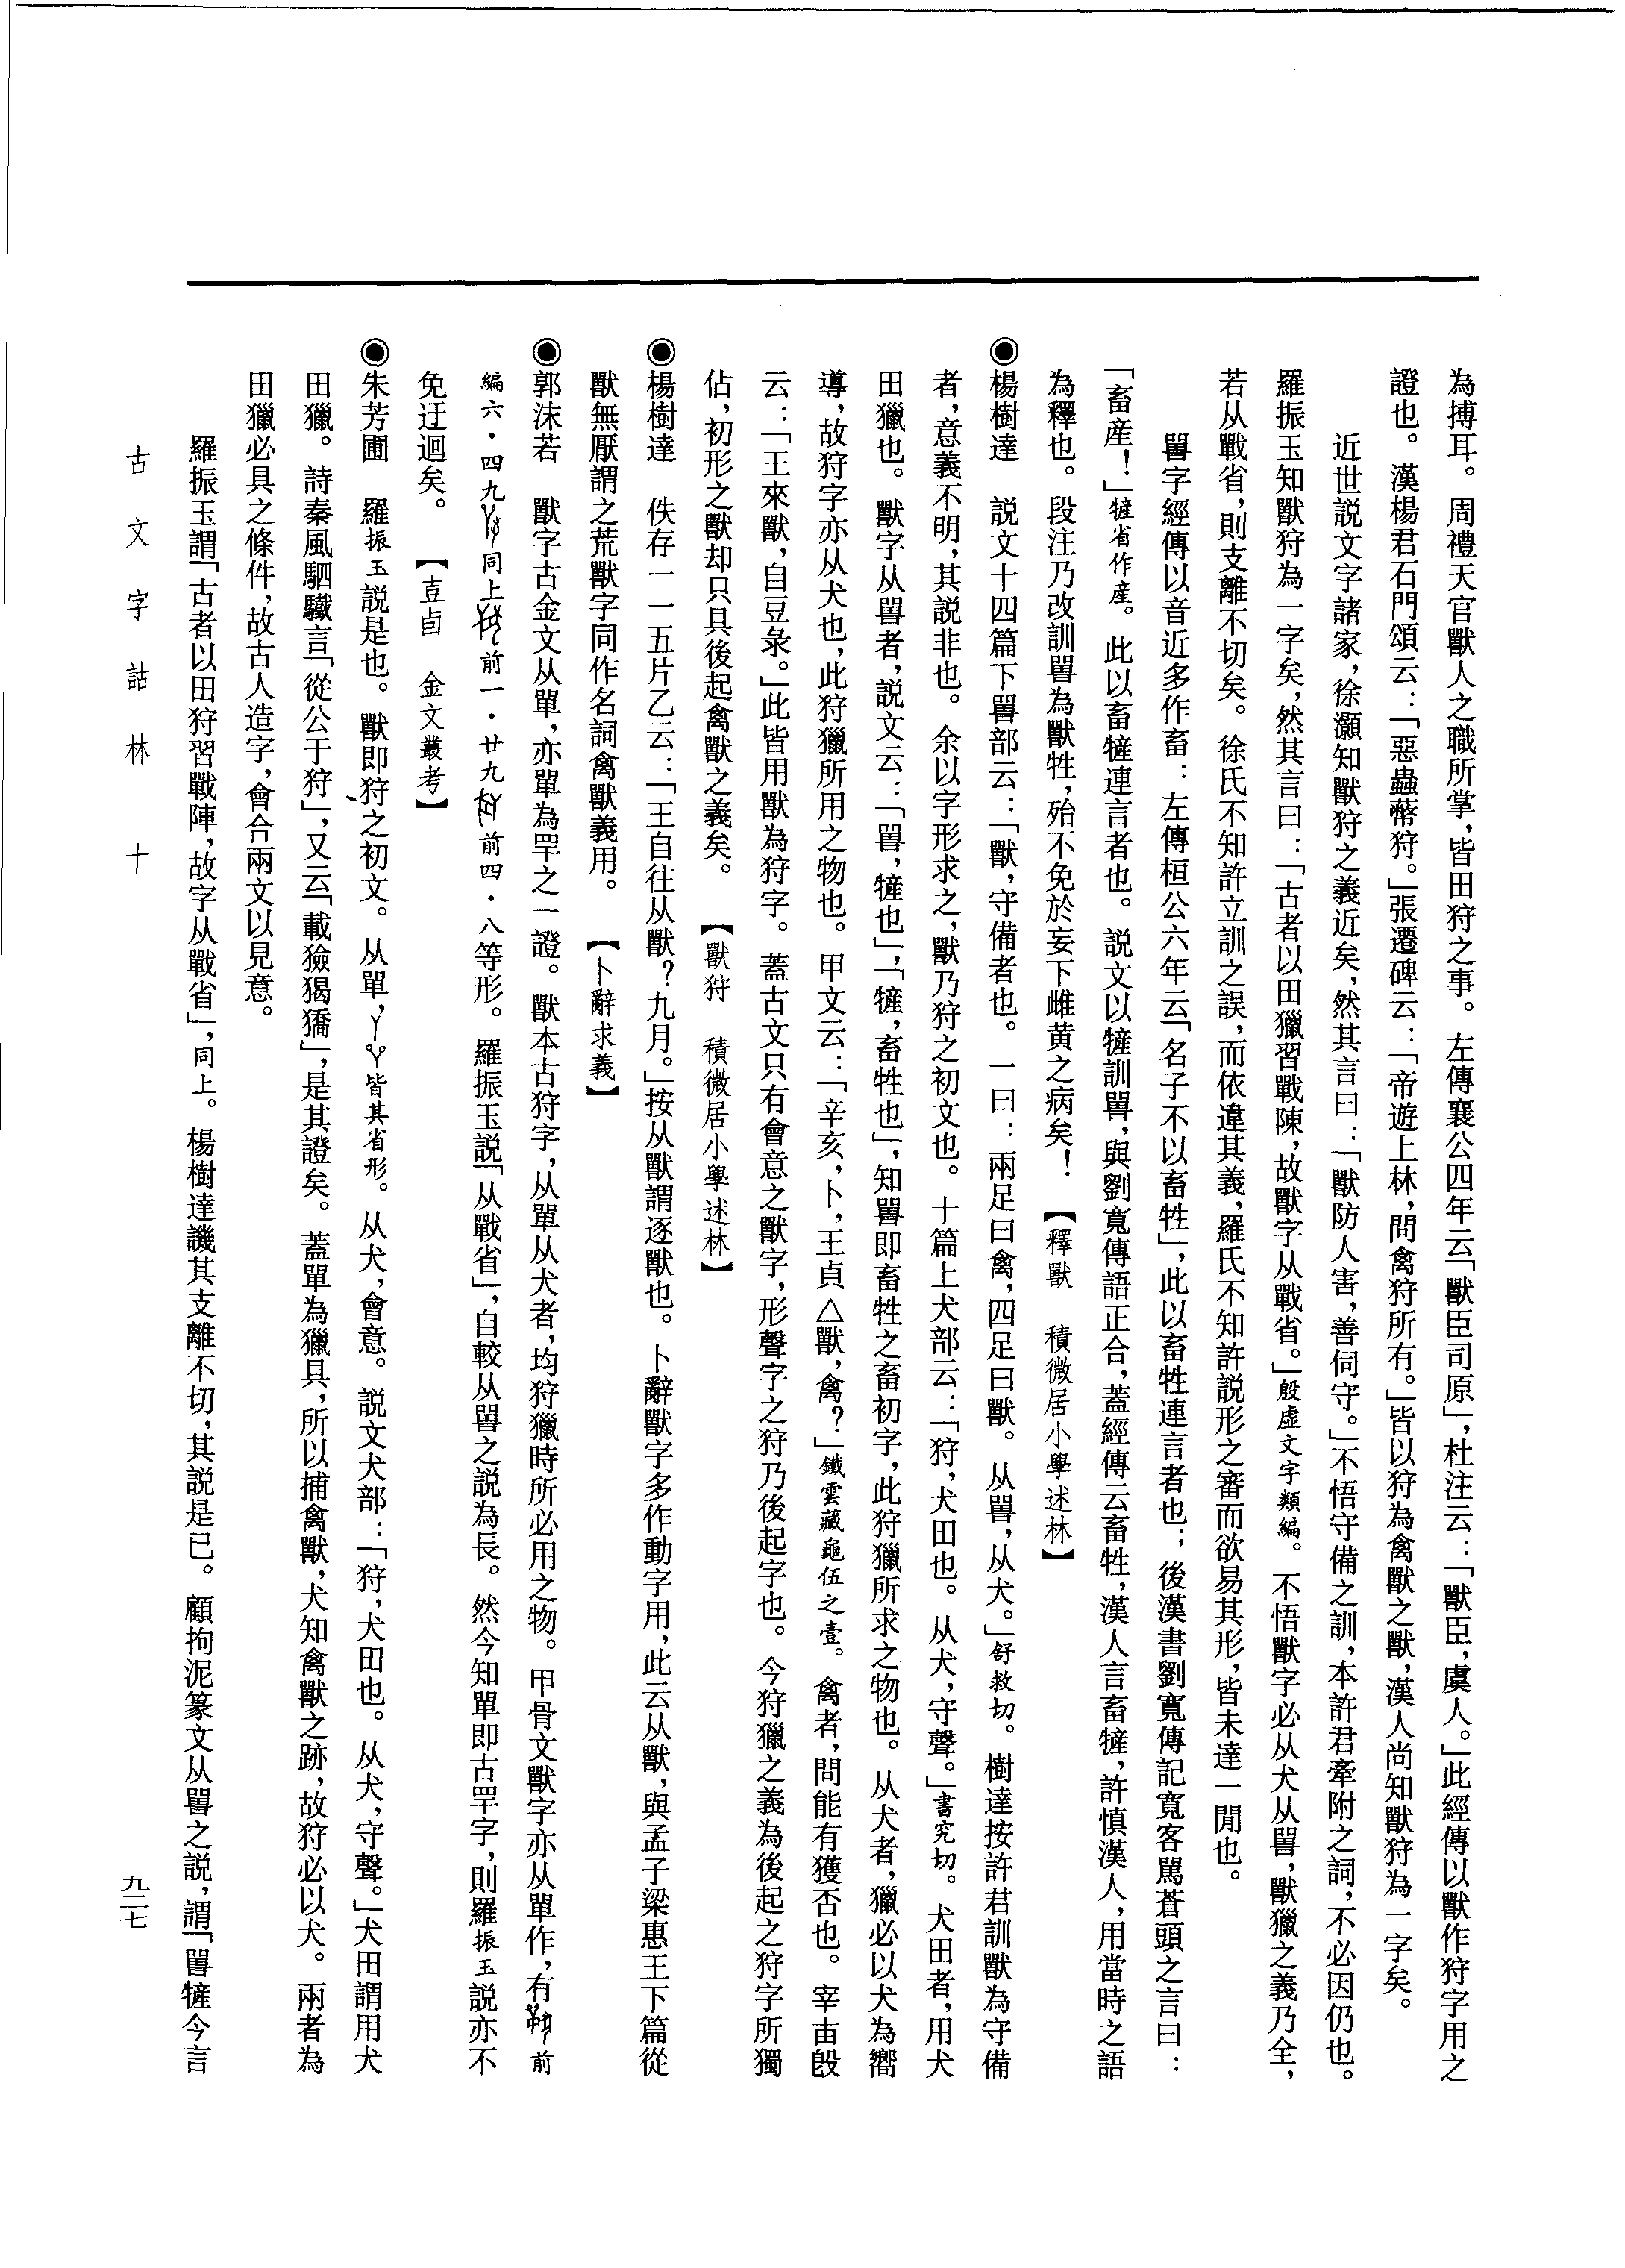 為搏耳。周禮天官獸人之職所掌，皆田狩之事。左傳襄公四年云「獸臣司原」，杜注云：「獸臣，虞人。」此經傳以獸作狩字用之
證也。漢楊君石門頌云：「惡蟲蔽狩。」張遷碑云：「帝遊上林，問禽狩所有。」皆以狩為禽獸之獸，漢人尚知獸狩為一字矣。
近世説文字諸家，徐灝知獸狩之義近矣，然其言曰：「獸防人害，善伺守。」不悟守備之訓，本許君牽附之詞，不必因仍也。
羅振玉知獸狩為一字矣，然其言曰：「古者以田獵習戰陳，故獸字从戰省。」殷虛文字類編。不悟獸字必从犬从嘼，獸獵之義乃全，
若从戰省，則支離不切矣。徐氏不知許立訓之誤，而依違其義，羅氏不知許説形之審而欲易其形，皆未達一閒也。
嘼字經傳以音近多作畜：左傳桓公六年云「名子不以畜牲」，此以畜牲連言者也；後漢書劉寬傳記寬客罵蒼頭之言曰：
「畜産！」㹌省作産。此以畜㹌連言者也。説文以㹌訓嘼，與劉寬傳語正合，蓋經傳云畜牲，漢人言畜㹌，許慎漢人，用當時之語
為釋也。段注乃改訓嘼為獸牲，殆不免於妄下雌黃之病矣！【釋獸　積微居小學述林】
◉楊樹達　説文十四篇下嘼部云：「獸，守備者也。一曰：兩足曰禽，四足曰獸。从嘼，从犬。」舒救切。樹達按許君訓獸為守備
者，意義不明，其説非也。余以字形求之，獸乃狩之初文也。十篇上犬部云：「狩，犬田也。从犬，守聲。」書究切。犬田者，用犬
田獵也。獸字从嘼者，説文云：「嘼，㹌也」，「㹌，畜牲也」，知嘼即畜牲之畜初字，此狩獵所求之物也。从犬者，獵必以犬為嚮
導，故狩字亦从犬也，此狩獵所用之物也。甲文云：「辛亥，卜，王貞△獸，禽？」鐵雲藏龜伍之壹。禽者，問能有獲否也。宰甫𣪘
云：「王來獸，自豆彔。」此皆用獸為狩字。蓋古文只有會意之獸字，形聲字之狩乃後起字也。今狩獵之義為後起之狩字所獨
佔，初形之獸却只具後起禽獸之義矣。【獸狩　積微居小學述林】
◉楊樹達　佚存一一五片乙云：「王自往从獸？九月。」按从獸謂逐獸也。卜辭獸字多作動字用，此云从獸，與孟子梁惠王下篇從
獸無厭謂之荒獸字同作名詞禽獸義用。【卜辭求義】
◉郭沫若　獸字古金文从單，亦單為罕之一證。獸本古狩字，从單从犬者，均狩獵時所必用之物。甲骨文獸字亦从單作，有前
編六·四九同上前一·廿九前四·八等形。羅振玉説「从戰省」，自較从嘼之説為長。然今知單即古罕字，則羅振玉説亦不
免迂迴矣。【壴卣　金文叢考】
◉朱芳圃　羅振玉説是也。獸即狩之初文。从單，皆其省形。从犬，會意。説文犬部：「狩，犬田也。从犬，守聲。」犬田謂用犬
田獵。詩秦風駟驖言「從公于狩」，又云「載獫猲獢」，是其證矣。蓋單為獵具，所以捕禽獸，犬知禽獸之跡，故狩必以犬。兩者為
田獵必具之條件，故古人造字，會合兩文以見意。
羅振玉謂「古者以田狩習戰陣，故字从戰省」，同上。楊樹達譏其支離不切，其説是已。顧拘泥篆文从嘼之説，謂「嘼㹌今言
古文字詁林　十
九二七